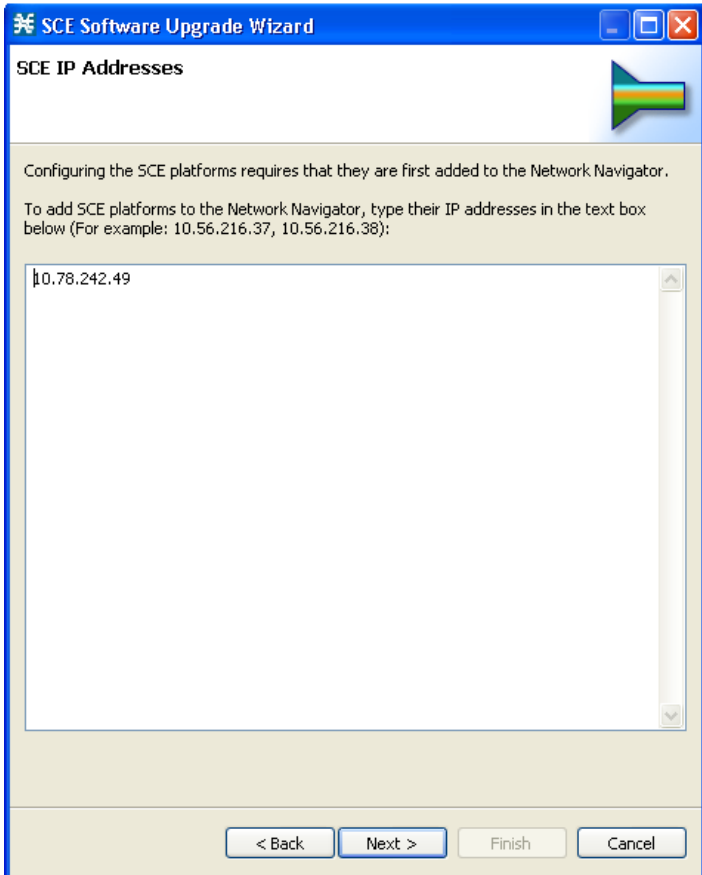 SCE Software Upgrade Wizard
SCE IP Addresses
Configuring the SCE platforms requires that they are first added to the Network Navigator.
To add SCE platforms to the Network Navigator, type their IP addresses in the text box
below (For example: 10.56.216.37, 10.56.216.38):
10.78.242.49
< Back Next > Finish Cancel